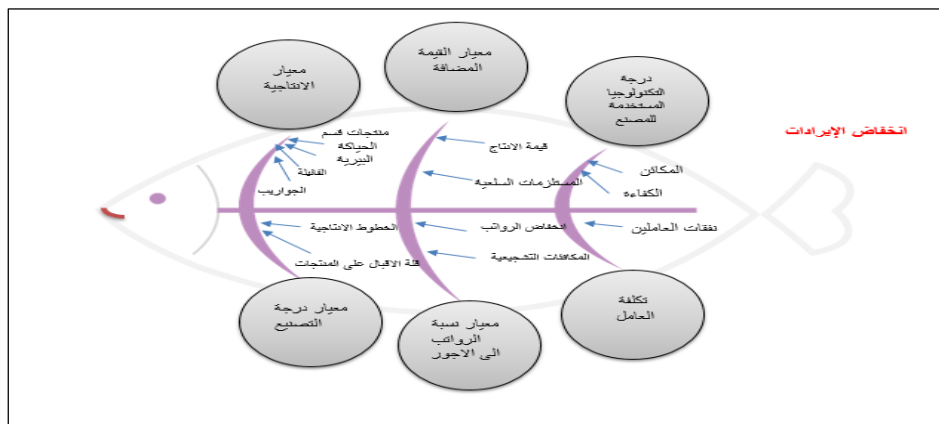 درجة
التكنولوجيا
المستخدمة
للمصنع
معيار القيمة
المضافة
معيار
الانتاجية
انخفاض الإيرادات
المكائن
الكفاءة
قيمة الانتاج
المستلزمات السلعية
منتجات قسم
الحياكة
البيرية
الفانيلة
الجواريب
نفقات العاملين
انخفاض الرواتب
المكافئات التشجيعية
الخطوط الانتاجية
قلة الاقبال على المنتجات
تكلفة
العامل
معيار نسبة
الرواتب
الى الاجور
معيار درجة
التصنيع